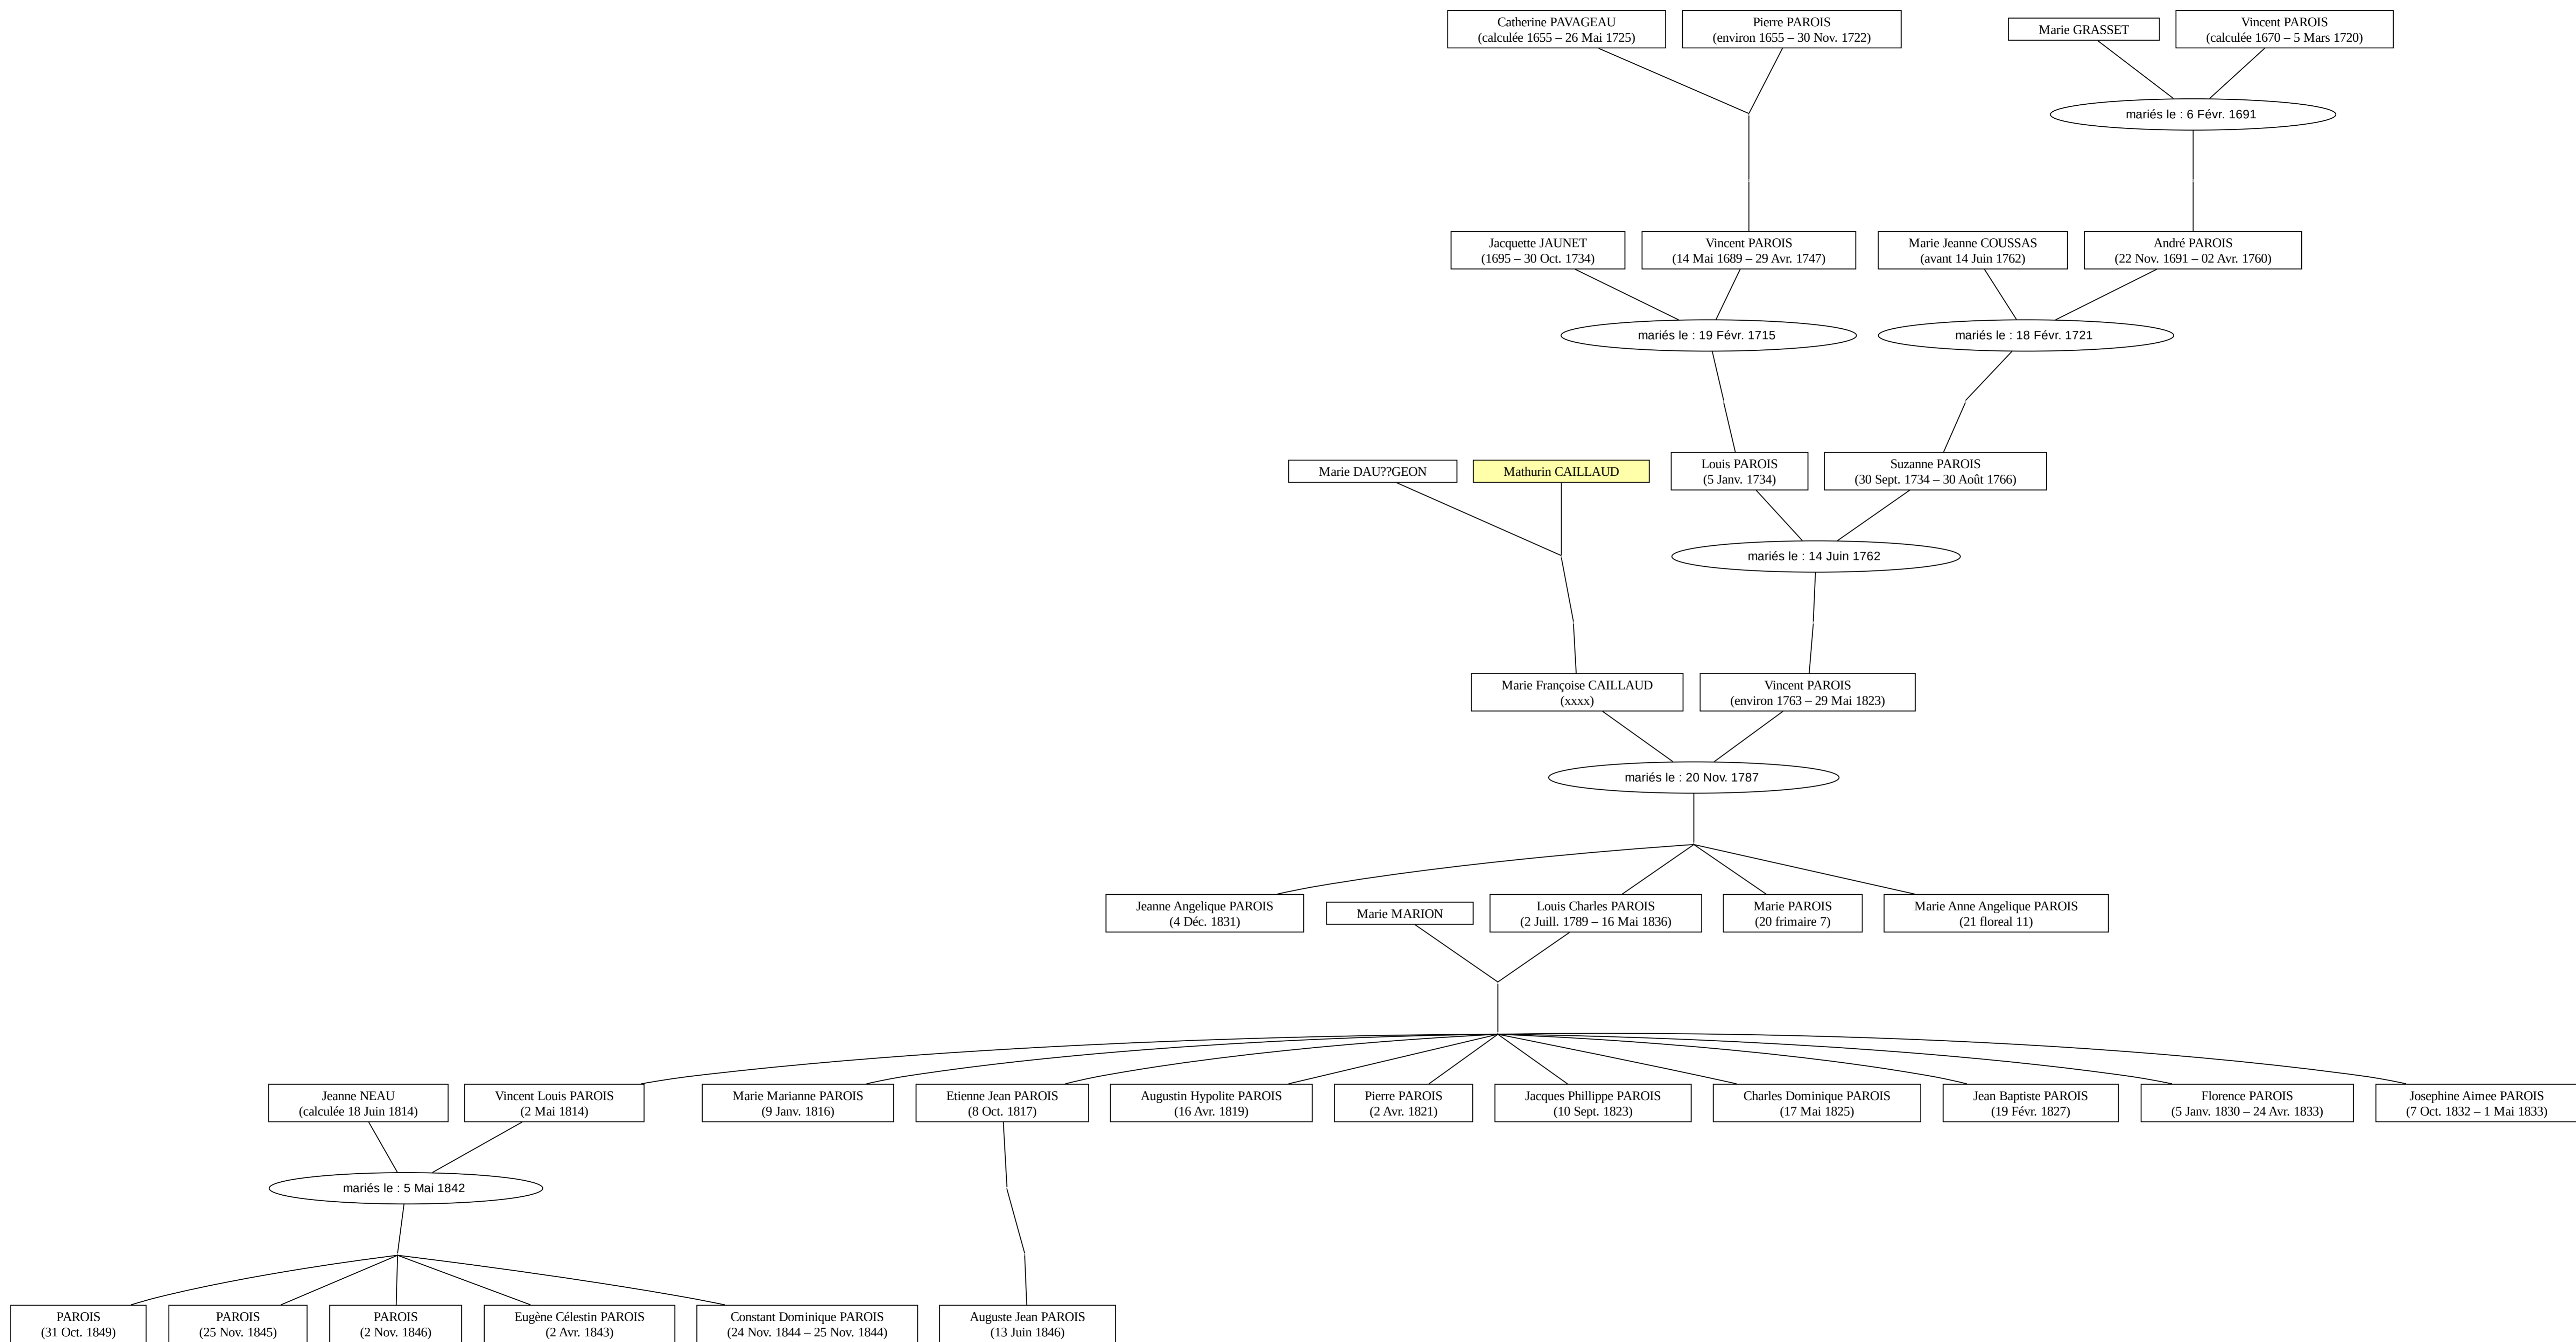 Catherine PAVAGEAU
(calculée 1655 – 26 Mai 1725)
Pierre PAROIS
(environ 1655 – 30 Nov. 1722)
Marie GRASSET
Vincent PAROIS
(calculée 1670 – 5 Mars 1720)
mariés le : 6 Févr. 1691
Jacquette JAUNET
(1695 – 30 Oct. 1734)
Vincent PAROIS
(14 Mai 1689 – 29 Avr. 1747)
Marie Jeanne COUSSAS
(avant 14 Juin 1762)
André PAROIS
(22 Nov. 1691 – 02 Avr. 1760)
mariés le : 19 Févr. 1715
mariés le : 18 Févr. 1721
Marie DAU??GEON
Mathurin CAILLAUD
Louis PAROIS
(5 Janv. 1734)
Suzanne PAROIS
(30 Sept. 1734 – 30 Août 1766)
mariés le : 14 Juin 1762
Marie Françoise CAILLAUD
(xxxx)
Vincent PAROIS
(environ 1763 – 29 Mai 1823)
mariés le : 20 Nov. 1787
Jeanne Angelique PAROIS
(4 Déc. 1831)
Marie MARION
Louis Charles PAROIS
(2 Juill. 1789 – 16 Mai 1836)
Marie PAROIS
(20 frimaire 7)
Marie Anne Angelique PAROIS
(21 floreal 11)
Jeanne NEAU
(calculée 18 Juin 1814)
Vincent Louis PAROIS
(2 Mai 1814)
Marie Marianne PAROIS
(9 Janv. 1816)
Etienne Jean PAROIS
(8 Oct. 1817)
Augustin Hypolite PAROIS
(16 Avr. 1819)
Pierre PAROIS
(2 Avr. 1821)
Jacques Phillippe PAROIS
(10 Sept. 1823)
Charles Dominique PAROIS
(17 Mai 1825)
Jean Baptiste PAROIS
(19 Févr. 1827)
Florence PAROIS
(5 Janv. 1830 – 24 Avr. 1833)
Josephine Aimee PAROIS
(7 Oct. 1832 – 1 Mai 1833)
mariés le : 5 Mai 1842
PAROIS
(31 Oct. 1849)
PAROIS
(25 Nov. 1845)
PAROIS
(2 Nov. 1846)
Eugène Célestin PAROIS
(2 Avr. 1843)
Constant Dominique PAROIS
(24 Nov. 1844 – 25 Nov. 1844)
Auguste Jean PAROIS
(13 Juin 1846)